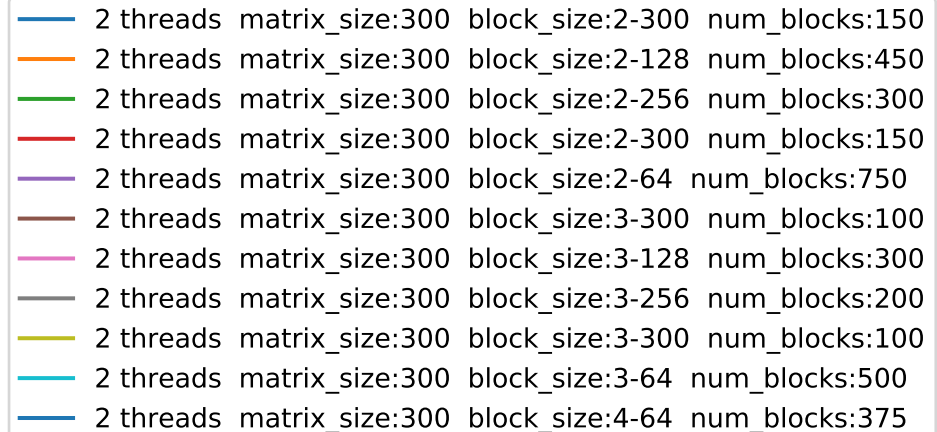 2 threads  matrix_size:300  block_size:2-300  num_blocks:150
2 threads  matrix_size:300  block_size:2-128  num_blocks:450
2 threads  matrix_size:300  block_size:2-256  num_blocks:300
2 threads  matrix_size:300  block_size:2-300  num_blocks:150
2 threads  matrix_size:300  block_size:2-64  num_blocks:750
2 threads  matrix_size:300  block_size:3-300  num_blocks:100
2 threads  matrix_size:300  block_size:3-128  num_blocks:300
2 threads  matrix_size:300  block_size:3-256  num_blocks:200
2 threads  matrix_size:300  block_size:3-300  num_blocks:100
2 threads  matrix_size:300  block_size:3-64  num_blocks:500
2 threads  matrix_size:300  block_size:4-64  num_blocks:375